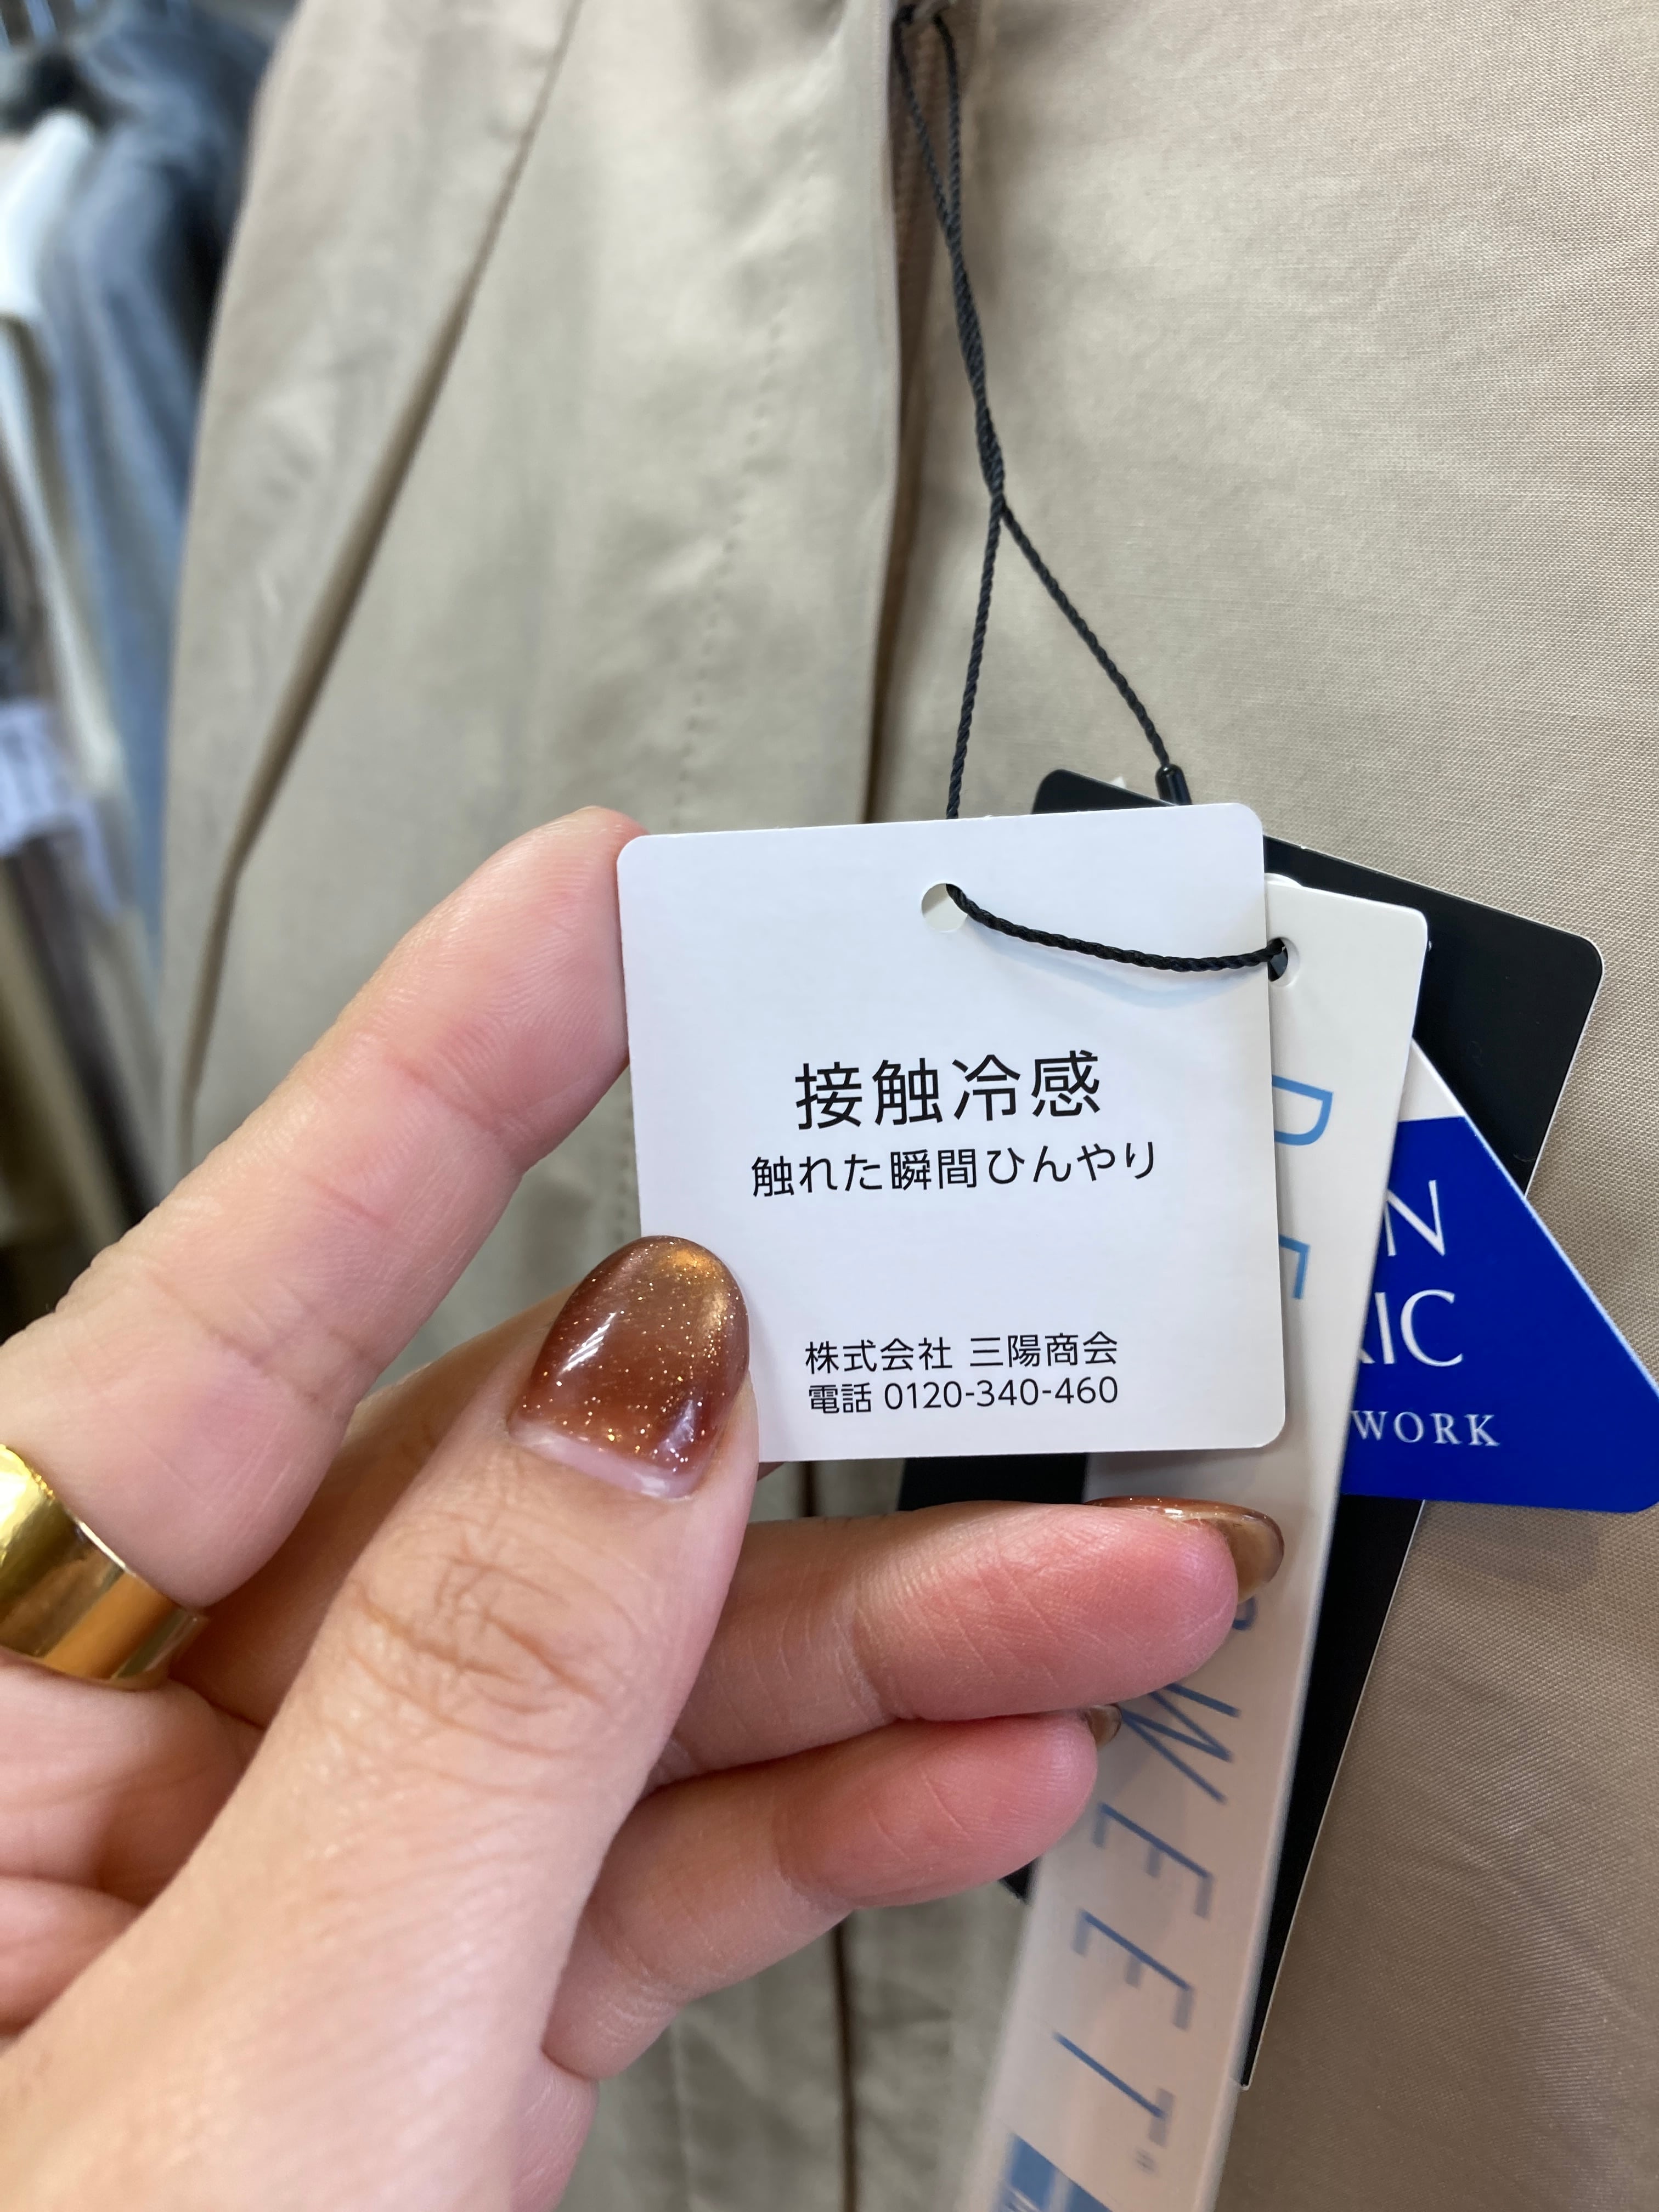 接触冷感
触れた瞬間ひんやり
株式会社 三陽商会
電話 0120-340-460
WORK